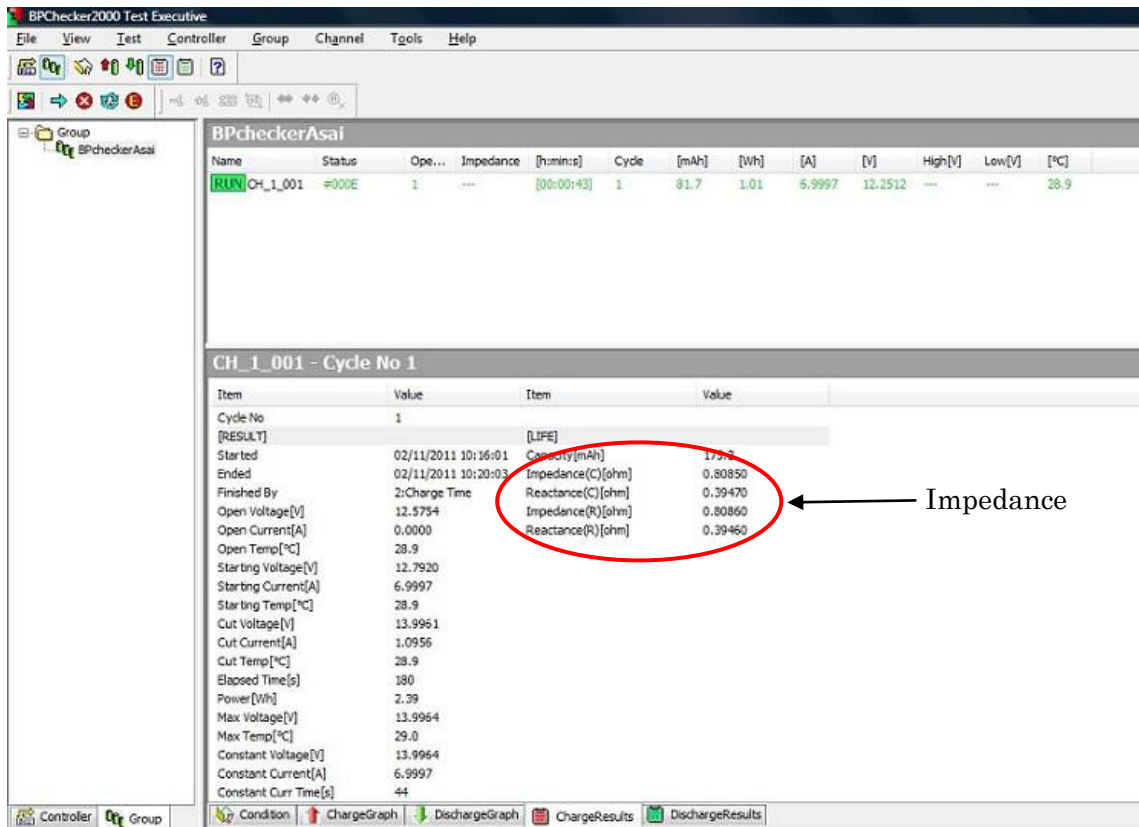 BPChecker2000 Test Executive
File View Test Controller Group Channel Tools Help
Group
BPcheckerAsai
BPcheckerAsai
Name Status Ope... Impedance [h:min:s] Cycle [mAh] [Wh] [A] [V] High[V] Low[V] [°C]
RUN CH_1_001 =000E 1 --- [00:00:43] 1 81.7 1.01 6.9997 12.2512 --- --- 28.9
CH_1_001 - Cycle No 1
Item Value Item Value
Cycle No 1
[RESULT] [LIFE]
Started 02/11/2011 10:16:01 Capacity[mAh]
Ended 02/11/2011 10:20:03 Impedance(C)[ohm] 0.80850
Finished By 2:Charge Time Reactance(C)[ohm] 0.39470
Open Voltage[V] 12.5754 Impedance(R)[ohm] 0.80860
Open Current[A] 0.0000 Reactance(R)[ohm] 0.39460
Open Temp[°C] 28.9
Starting Voltage[V] 12.7920
Starting Current[A] 6.9997
Starting Temp[°C] 28.9
Cut Voltage[V] 13.9961
Cut Current[A] 1.0956
Cut Temp[°C] 28.9
Elapsed Time[s] 180
Power[Wh] 2.39
Max Voltage[V] 13.9964
Max Temp[°C] 29.0
Constant Voltage[V] 13.9964
Constant Current[A] 6.9997
Constant Curr Time[s] 44
Impedance
Controller Group Condition ChargeGraph DischargeGraph ChargeResults DischargeResults